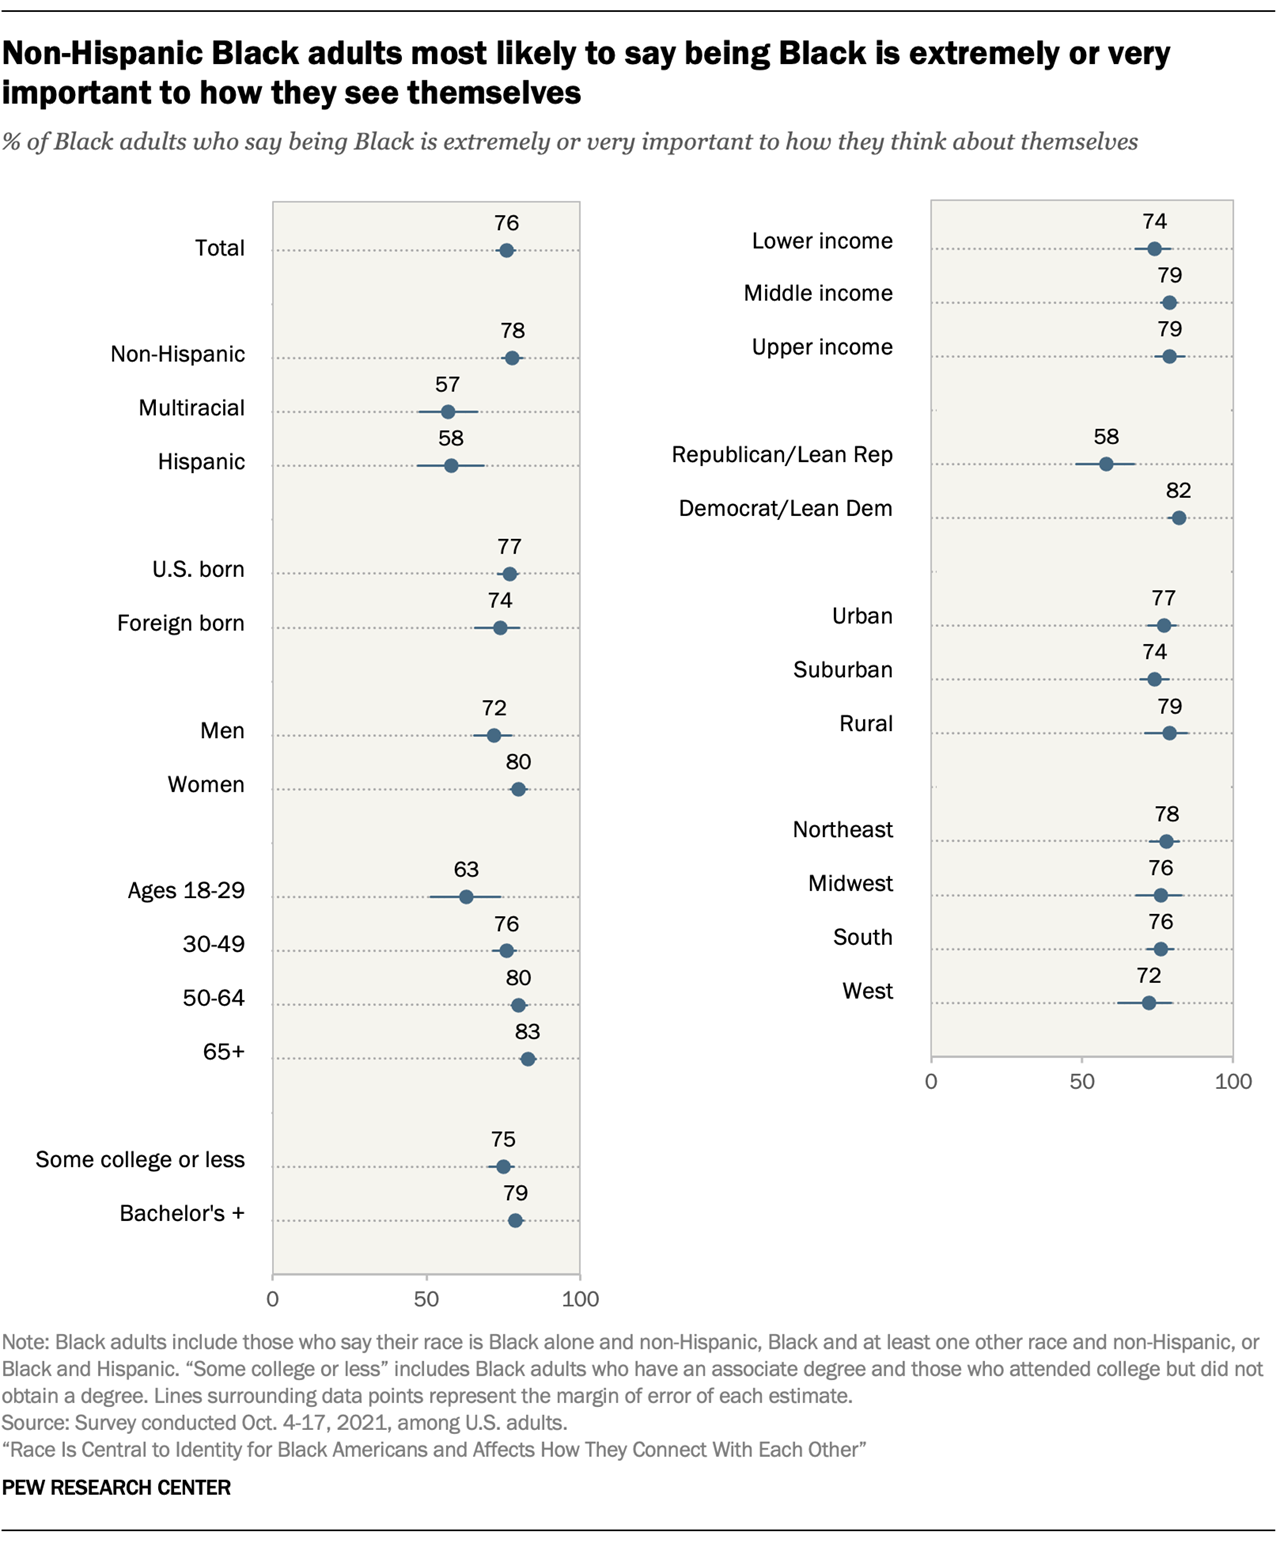 Non-Hispanic Black adults most likely to say being Black is extremely or very
important to how they see themselves
% of Black adults who say being Black is extremely or very important to how they think about themselves
Total 76
Non-Hispanic 78
Multiracial 57
Hispanic 58
U.S. born 77
Foreign born 74
Men 72
Women 80
Ages 18-29 63
30-49 76
50-64 80
65+ 83
Some college or less 75
Bachelor's + 79
0 50 100
Lower income 74
Middle income 79
Upper income 79
Republican/Lean Rep 58
Democrat/Lean Dem 82
Urban 77
Suburban 74
Rural 79
Northeast 78
Midwest 76
South 76
West 72
0 50 100
Note: Black adults include those who say their race is Black alone and non-Hispanic, Black and at least one other race and non-Hispanic, or
Black and Hispanic. “Some college or less” includes Black adults who have an associate degree and those who attended college but did not
obtain a degree. Lines surrounding data points represent the margin of error of each estimate.
Source: Survey conducted Oct. 4-17, 2021, among U.S. adults.
“Race Is Central to Identity for Black Americans and Affects How They Connect With Each Other”
PEW RESEARCH CENTER